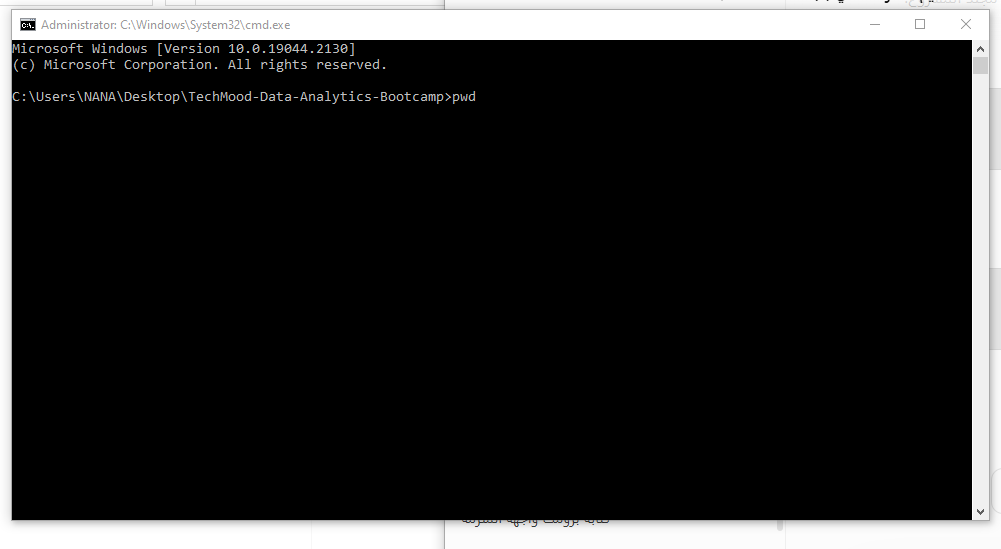 Administrator: C:\Windows\System32\cmd.exe
Microsoft Windows [Version 10.0.19044.2130]
(c) Microsoft Corporation. All rights reserved.
C:\Users\NANA\Desktop\TechMood-Data-Analytics-Bootcamp>pwd